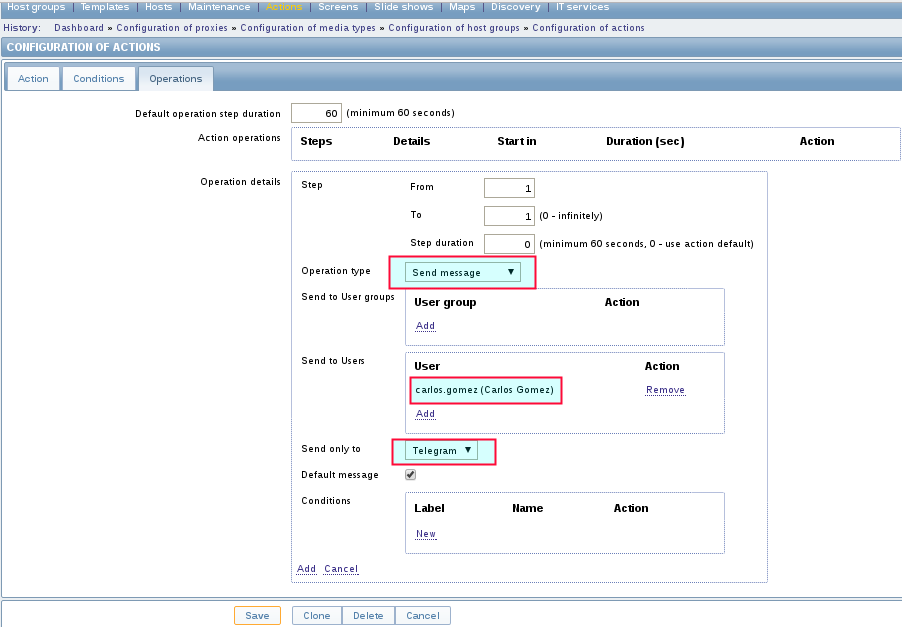 Host groups | Templates | Hosts | Maintenance | Actions | Screens | Slide shows | Maps | Discovery | IT services
History: Dashboard » Configuration of proxies » Configuration of media types » Configuration of host groups » Configuration of actions
CONFIGURATION OF ACTIONS
Action Conditions Operations
Default operation step duration 60 (minimum 60 seconds)
Action operations Steps Details Start in Duration (sec) Action
Operation details Step From 1
To 1 (0 - infinitely)
Step duration 0 (minimum 60 seconds, 0 - use action default)
Operation type Send message ▼
Send to User groups User group Action
Add
Send to Users User Action
carlos.gomez (Carlos Gomez) Remove
Add
Send only to Telegram ▼
Default message
Conditions Label Name Action
New
Add Cancel
Save Clone Delete Cancel